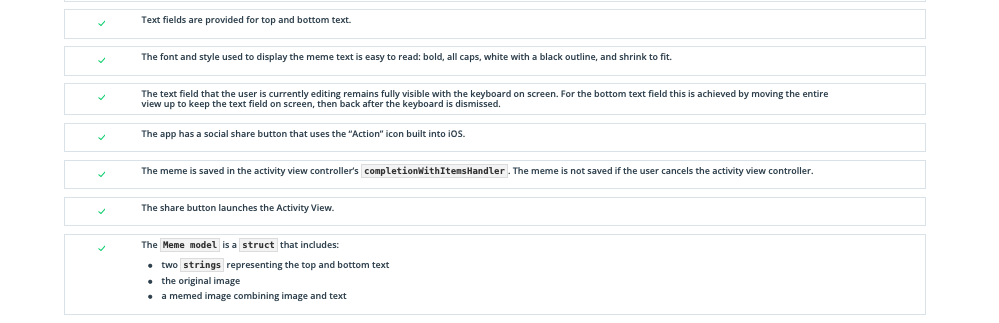 Text fields are provided for top and bottom text.
The font and style used to display the meme text is easy to read: bold, all caps, white with a black outline, and shrink to fit.
The text field that the user is currently editing remains fully visible with the keyboard on screen. For the bottom text field this is achieved by moving the entire
view up to keep the text field on screen, then back after the keyboard is dismissed.
The app has a social share button that uses the “Action” icon built into iOS.
The meme is saved in the activity view controller’s completionWithItemsHandler. The meme is not saved if the user cancels the activity view controller.
The share button launches the Activity View.
The Meme model is a struct that includes:
two strings representing the top and bottom text
the original image
a memed image combining image and text